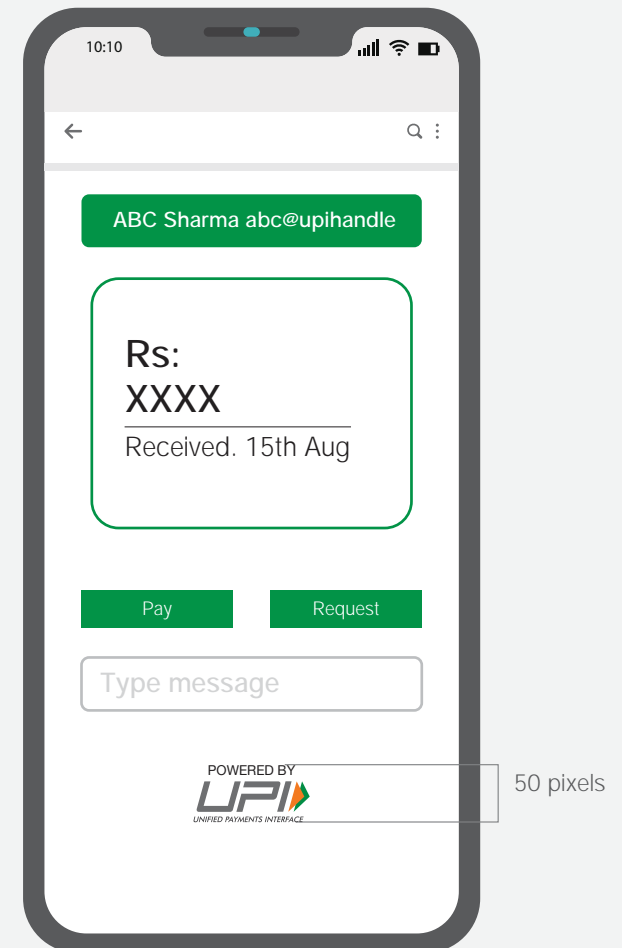 10:10
ABC Sharma abc@upihandle
Rs:
XXXX
Received. 15th Aug
Pay
Request
Type message
POWERED BY
UPI
UNIFIED PAYMENTS INTERFACE
50 pixels